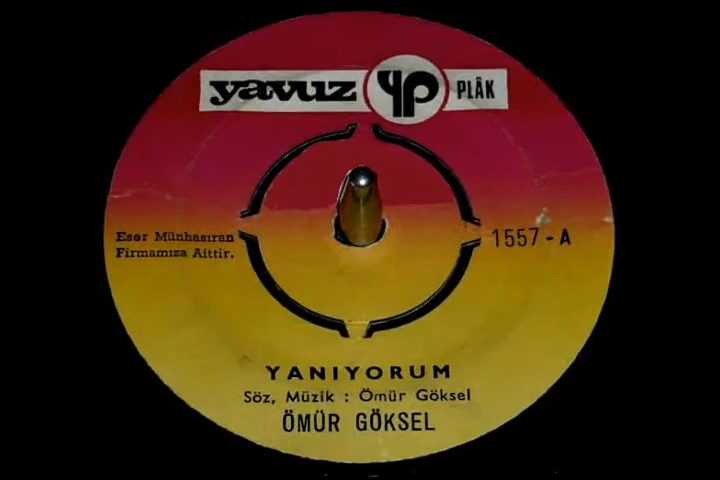 yavuz yp PLÂK
Eser Münhasıran
Firmamıza Aittir.
1557-A
YANIYORUM
Söz, Müzik : Ömür Göksel
ÖMÜR GÖKSEL